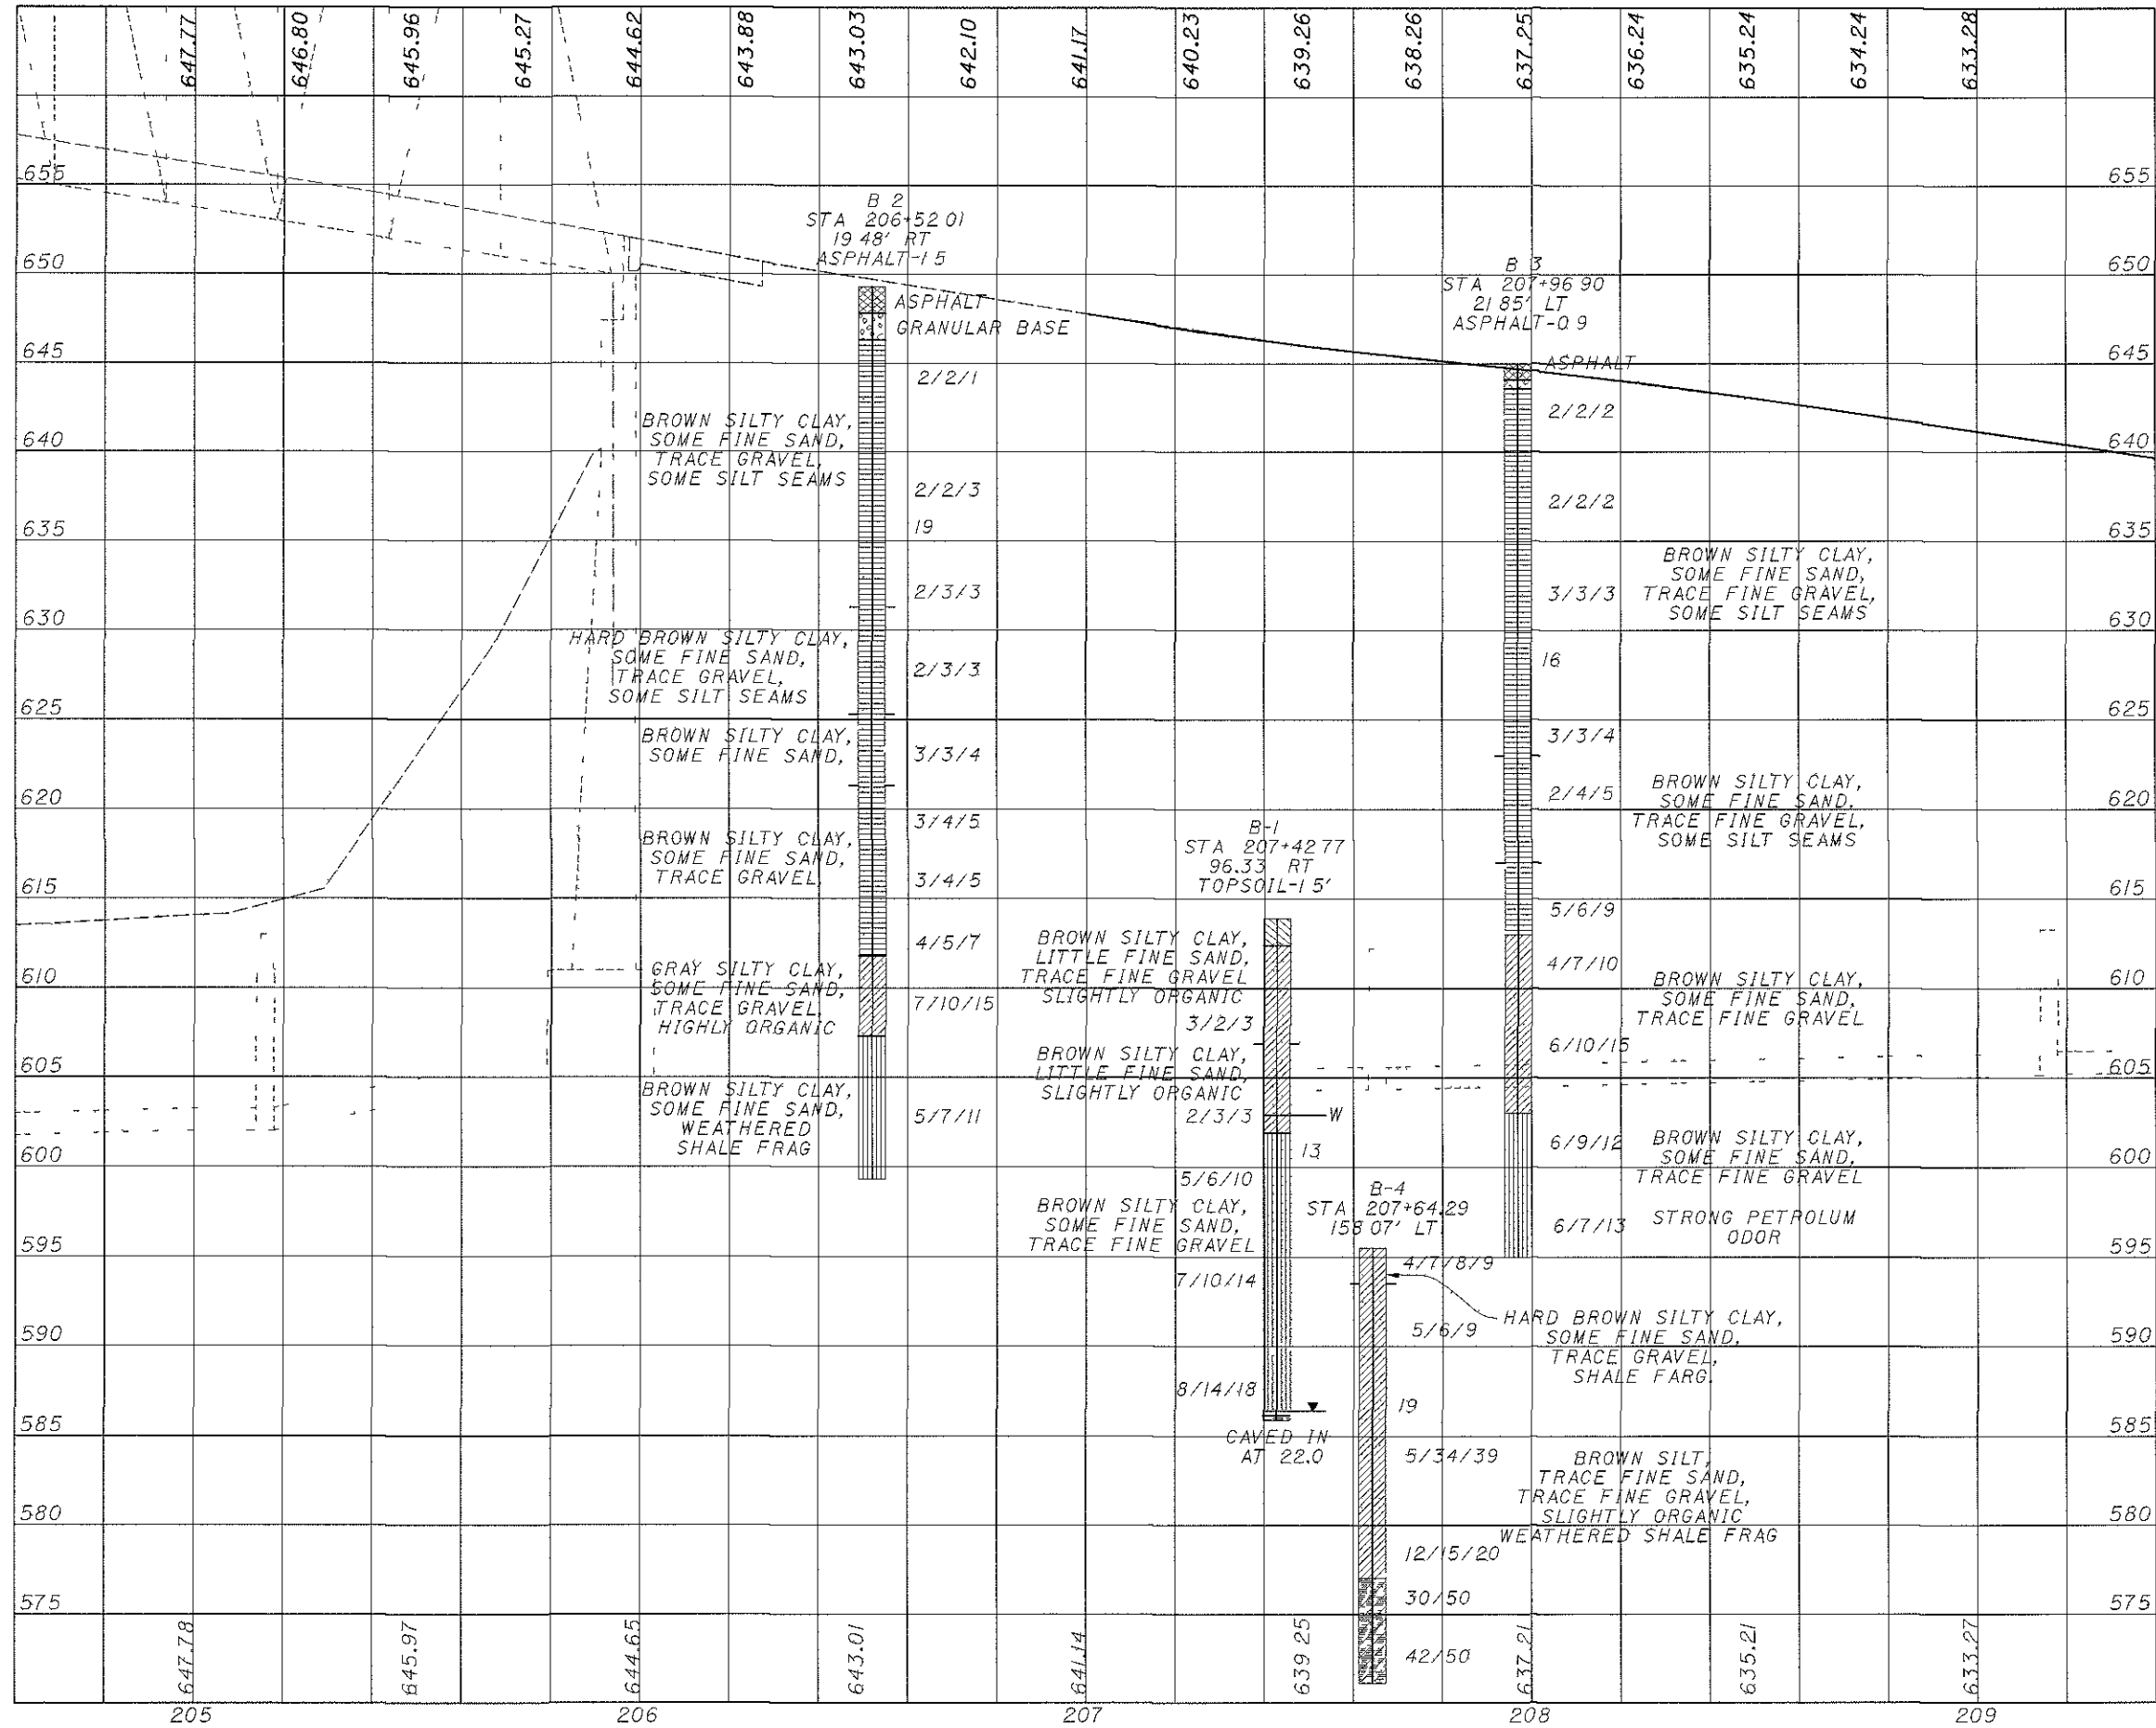 647.77
646.80
645.96
645.27
644.62
643.88
643.03
642.10
641.17
640.23
639.26
638.26
637.25
636.24
635.24
634.24
633.28
655
655
650
650
645
645
640
640
635
635
630
630
625
625
620
620
615
615
610
610
605
605
600
600
595
595
590
590
585
585
580
580
575
575
B 2
STA 206+52 01
19 48' RT
ASPHALT-1 5
ASPHALT
GRANULAR BASE
2/2/1
BROWN SILTY CLAY,
SOME FINE SAND,
TRACE GRAVEL,
SOME SILT SEAMS
2/2/3
19
2/3/3
HARD BROWN SILTY CLAY,
SOME FINE SAND,
TRACE GRAVEL,
SOME SILT SEAMS
2/3/3
BROWN SILTY CLAY,
SOME FINE SAND,
3/3/4
3/4/5
BROWN SILTY CLAY,
SOME FINE SAND,
TRACE GRAVEL,
3/4/5
4/5/7
GRAY SILTY CLAY,
SOME FINE SAND,
TRACE GRAVEL,
HIGHLY ORGANIC
7/10/15
BROWN SILTY CLAY,
SOME FINE SAND,
WEATHERED
SHALE FRAG
5/7/11
B-1
STA 207+42 77
96.33 RT
TOPSOIL-1 5'
BROWN SILTY CLAY,
LITTLE FINE SAND,
TRACE FINE GRAVEL
SLIGHTLY ORGANIC
3/2/3
BROWN SILTY CLAY,
LITTLE FINE SAND,
SLIGHTLY ORGANIC
2/3/3
W
13
5/6/10
BROWN SILTY CLAY,
SOME FINE SAND,
TRACE FINE GRAVEL
7/10/14
8/14/18
CAVED IN
AT 22.0
B-4
STA 207+64.29
158 07' LT
4/7/8/9
HARD BROWN SILTY CLAY,
SOME FINE SAND,
TRACE GRAVEL,
SHALE FARG.
5/6/9
19
5/34/39
BROWN SILT,
TRACE FINE SAND,
TRACE FINE GRAVEL,
SLIGHTLY ORGANIC
WEATHERED SHALE FRAG
12/15/20
30/50
42/50
B 3
STA 207+96 90
21 85' LT
ASPHALT-0 9
ASPHALT
2/2/2
2/2/2
BROWN SILTY CLAY,
SOME FINE SAND,
TRACE FINE GRAVEL,
SOME SILT SEAMS
3/3/3
16
3/3/4
2/4/5
BROWN SILTY CLAY,
SOME FINE SAND,
TRACE FINE GRAVEL,
SOME SILT SEAMS
5/6/9
4/7/10
BROWN SILTY CLAY,
SOME FINE SAND,
TRACE FINE GRAVEL
6/10/15
6/9/12
BROWN SILTY CLAY,
SOME FINE SAND,
TRACE FINE GRAVEL
6/7/13
STRONG PETROLUM
ODOR
647.78
645.97
644.65
643.01
641.14
639 25
637.21
635.21
633.27
205
206
207
208
209